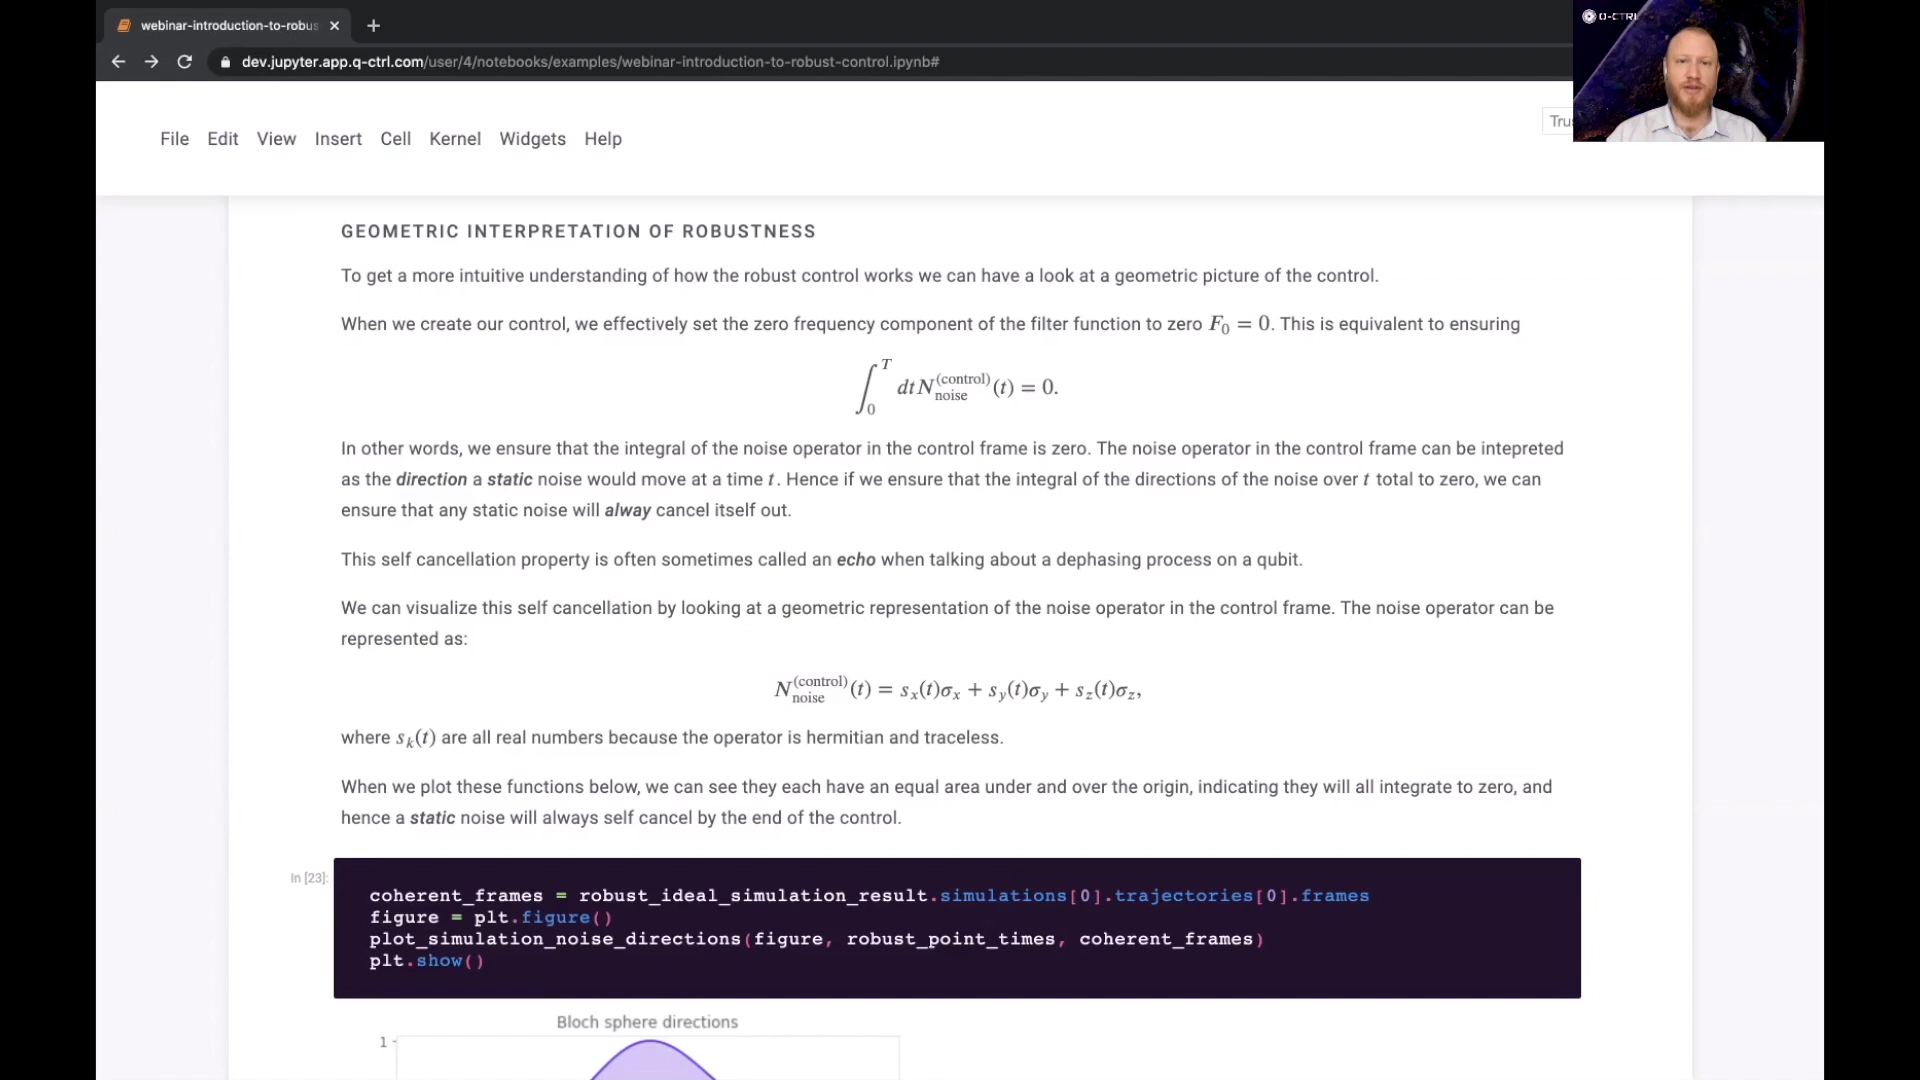 webinar-introduction-to-robus
Q-CTRL
dev.jupyter.app.q-ctrl.com/user/4/notebooks/examples/webinar-introduction-to-robust-control.ipynb#
File Edit View Insert Cell Kernel Widgets Help
Tru
GEOMETRIC INTERPRETATION OF ROBUSTNESS
To get a more intuitive understanding of how the robust control works we can have a look at a geometric picture of the control.
When we create our control, we effectively set the zero frequency component of the filter function to zero F₀ = 0. This is equivalent to ensuring
∫₀ᵀ dt N_noise^(control)(t) = 0.
In other words, we ensure that the integral of the noise operator in the control frame is zero. The noise operator in the control frame can be intepreted
as the direction a static noise would move at a time t. Hence if we ensure that the integral of the directions of the noise over t total to zero, we can
ensure that any static noise will alway cancel itself out.
This self cancellation property is often sometimes called an echo when talking about a dephasing process on a qubit.
We can visualize this self cancellation by looking at a geometric representation of the noise operator in the control frame. The noise operator can be
represented as:
N_noise^(control)(t) = s_x(t)σ_x + s_y(t)σ_y + s_z(t)σ_z,
where s_k(t) are all real numbers because the operator is hermitian and traceless.
When we plot these functions below, we can see they each have an equal area under and over the origin, indicating they will all integrate to zero, and
hence a static noise will always self cancel by the end of the control.
In [23]:
coherent_frames = robust_ideal_simulation_result.simulations[0].trajectories[0].frames
figure = plt.figure()
plot_simulation_noise_directions(figure, robust_point_times, coherent_frames)
plt.show()
Bloch sphere directions
1